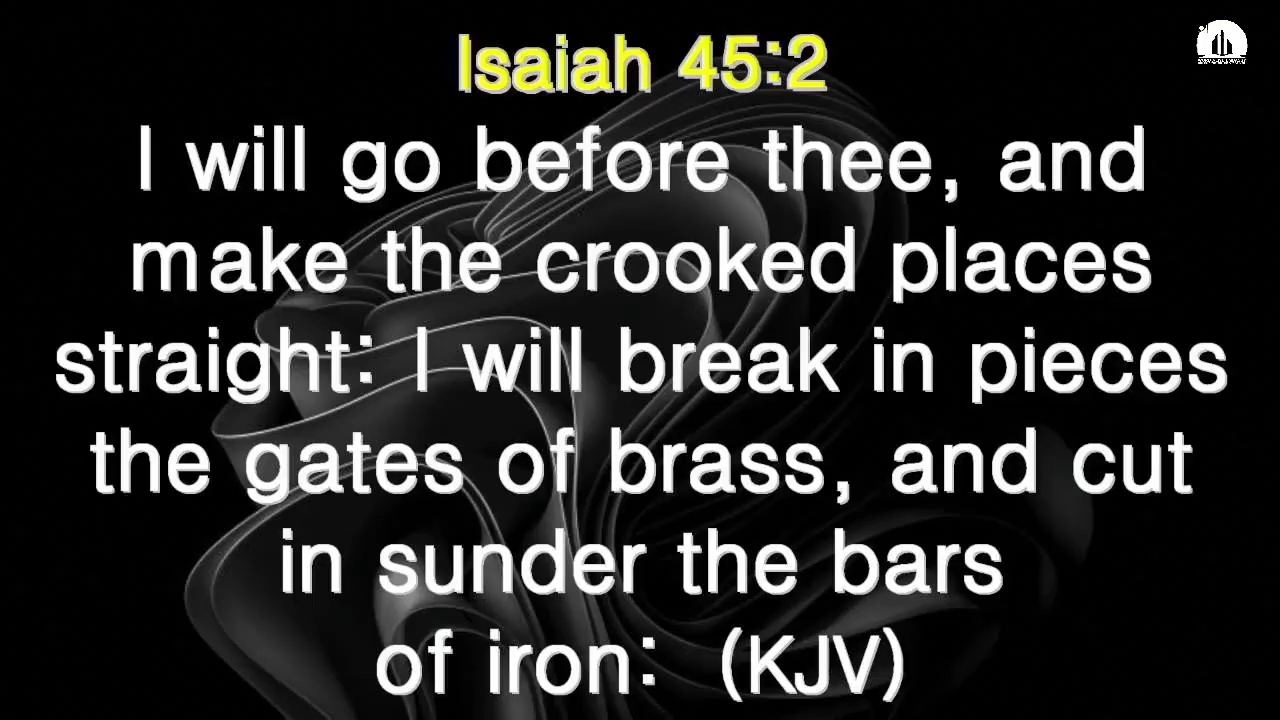 Isaiah 45:2
I will go before thee, and
make the crooked places
straight: I will break in pieces
the gates of brass, and cut
in sunder the bars
of iron: (KJV)